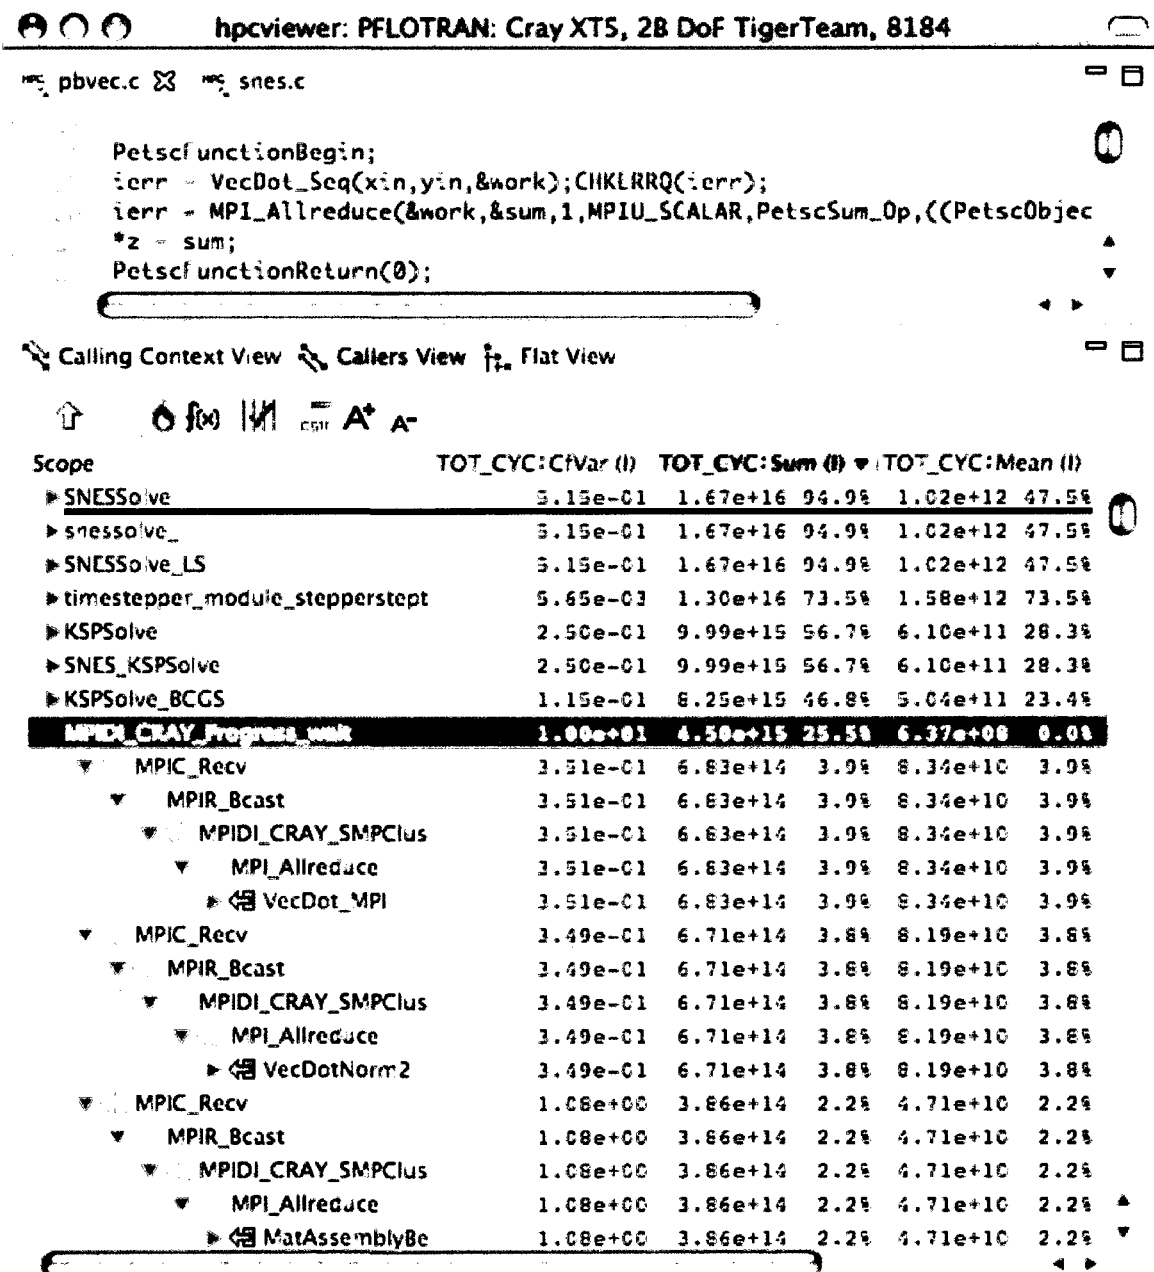 hpcviewer: PFLOTRAN: Cray XT5, 2B DoF TigerTeam, 8184
pbvec.c snes.c
PetscFunctionBegin;
ierr = VecDot_Seq(xin,yin,&work);CHKERRQ(ierr);
ierr = MPI_Allreduce(&work,&sum,1,MPIU_SCALAR,PetscSum_Op,((PetscObjec
*z = sum;
PetscFunctionReturn(0);
Calling Context View Callers View Flat View
f(x) CSV A+ A-
Scope TOT_CYC:CfVar (I) TOT_CYC:Sum (I) ▼ TOT_CYC:Mean (I)
SNESSolve 5.15e-01 1.67e+16 94.9% 1.02e+12 47.5%
snessolve_ 5.15e-01 1.67e+16 94.9% 1.02e+12 47.5%
SNESSolve_LS 5.15e-01 1.67e+16 94.9% 1.02e+12 47.5%
timestepper_module_stepperstept 5.65e-03 1.30e+16 73.5% 1.58e+12 73.5%
KSPSolve 2.50e-01 9.99e+15 56.7% 6.10e+11 28.3%
SNES_KSPSolve 2.50e-01 9.99e+15 56.7% 6.10e+11 28.3%
KSPSolve_BCGS 1.15e-01 8.25e+15 46.8% 5.04e+11 23.4%
MPIDI_CRAY_Progress_wait 1.00e+01 4.50e+15 25.5% 6.37e+08 0.0%
MPIC_Recv 3.51e-01 6.83e+14 3.9% 8.34e+10 3.9%
MPIR_Bcast 3.51e-01 6.83e+14 3.9% 8.34e+10 3.9%
MPIDI_CRAY_SMPClus 3.51e-01 6.83e+14 3.9% 8.34e+10 3.9%
MPI_Allreduce 3.51e-01 6.83e+14 3.9% 8.34e+10 3.9%
VecDot_MPI 3.51e-01 6.83e+14 3.9% 8.34e+10 3.9%
MPIC_Recv 3.49e-01 6.71e+14 3.8% 8.19e+10 3.8%
MPIR_Bcast 3.49e-01 6.71e+14 3.8% 8.19e+10 3.8%
MPIDI_CRAY_SMPClus 3.49e-01 6.71e+14 3.8% 8.19e+10 3.8%
MPI_Allreduce 3.49e-01 6.71e+14 3.8% 8.19e+10 3.8%
VecDotNorm2 3.49e-01 6.71e+14 3.8% 8.19e+10 3.8%
MPIC_Recv 1.08e+00 3.86e+14 2.2% 4.71e+10 2.2%
MPIR_Bcast 1.08e+00 3.86e+14 2.2% 4.71e+10 2.2%
MPIDI_CRAY_SMPClus 1.08e+00 3.86e+14 2.2% 4.71e+10 2.2%
MPI_Allreduce 1.08e+00 3.86e+14 2.2% 4.71e+10 2.2%
MatAssemblyBe 1.08e+00 3.86e+14 2.2% 4.71e+10 2.2%